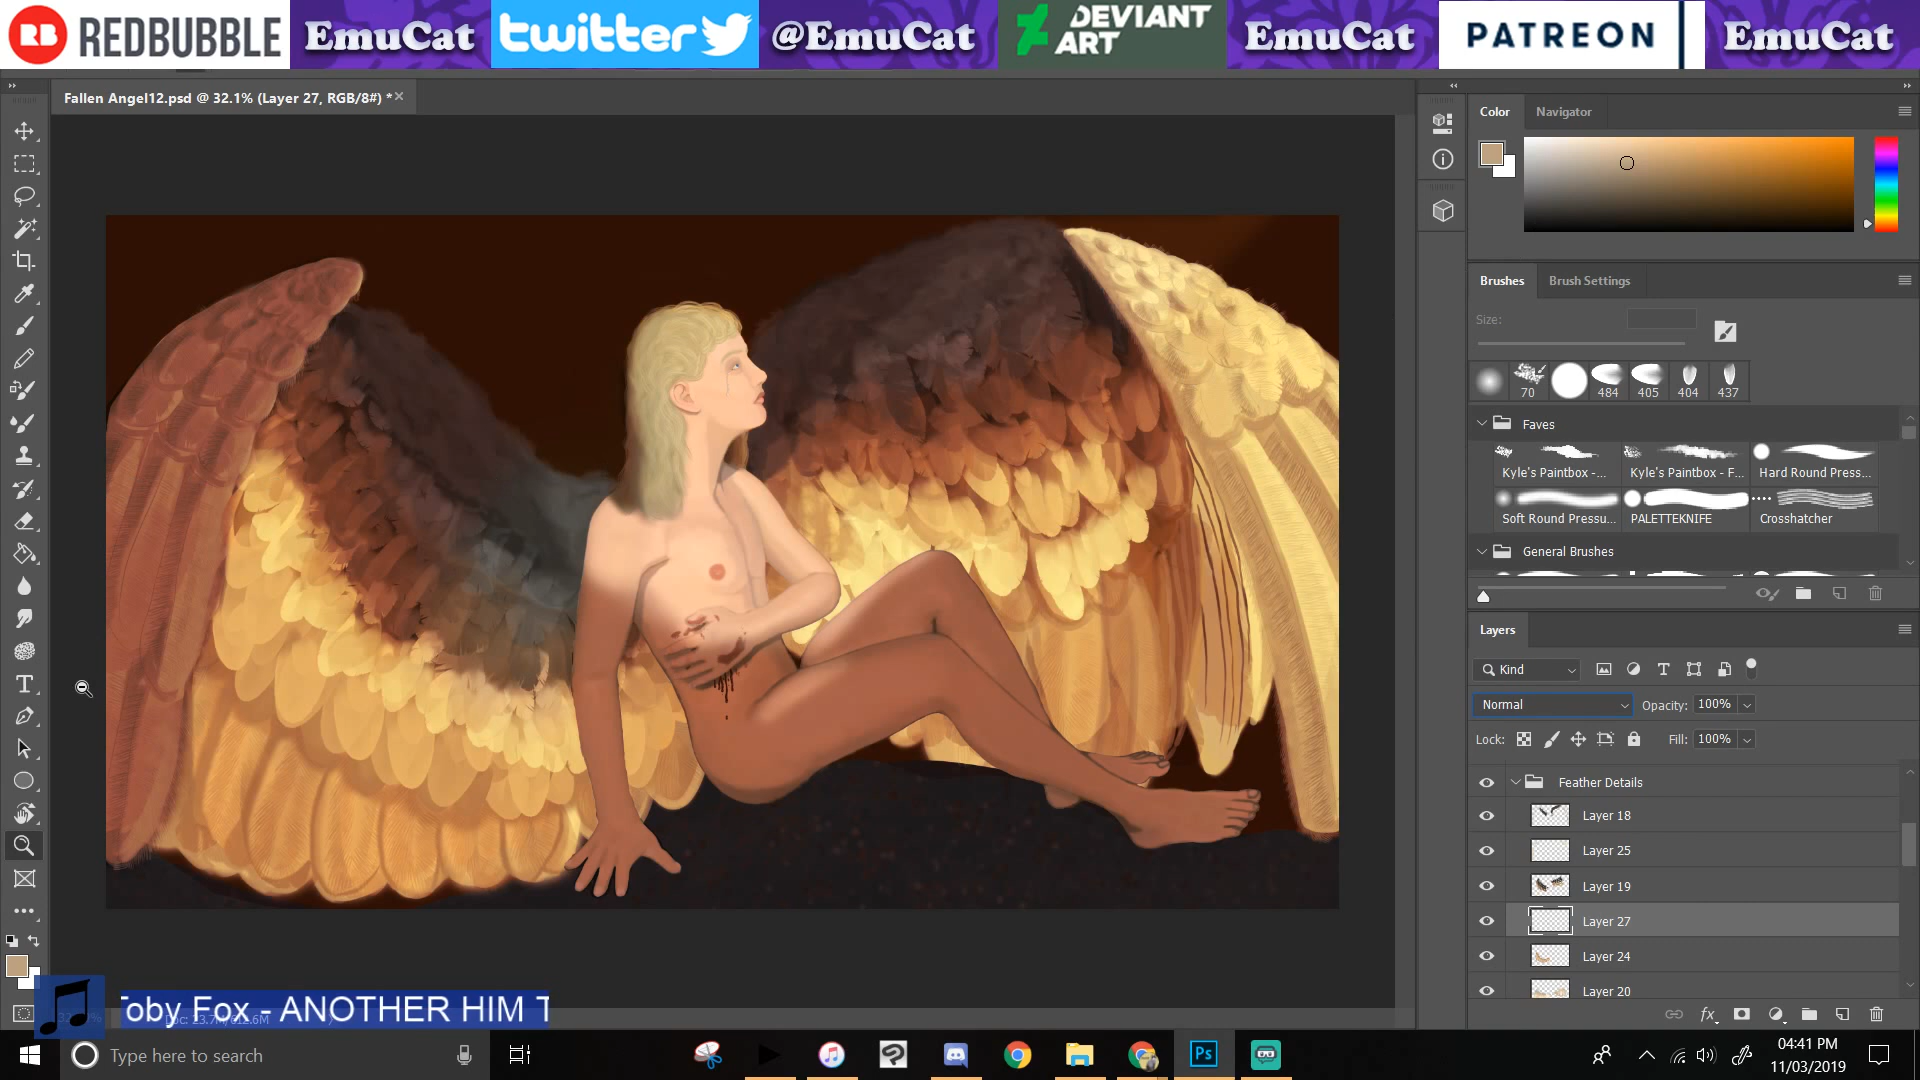 REDBUBBLE EmuCat twitter @EmuCat DEVIANT ART EmuCat PATREON EmuCat
Fallen Angel12.psd @ 32.1% (Layer 27, RGB/8#) *
Color Navigator
Brushes Brush Settings
Size:
70 484 405 404 437
Faves
Kyle's Paintbox -... Kyle's Paintbox - F... Hard Round Press...
Soft Round Pressu... PALETTEKNIFE Crosshatcher
General Brushes
Layers
Kind
Normal Opacity: 100%
Lock: Fill: 100%
Feather Details
Layer 18
Layer 25
Layer 19
Layer 27
Layer 24
Layer 20
Toby Fox - ANOTHER HIM T
Type here to search
Ps
04:41 PM
11/03/2019